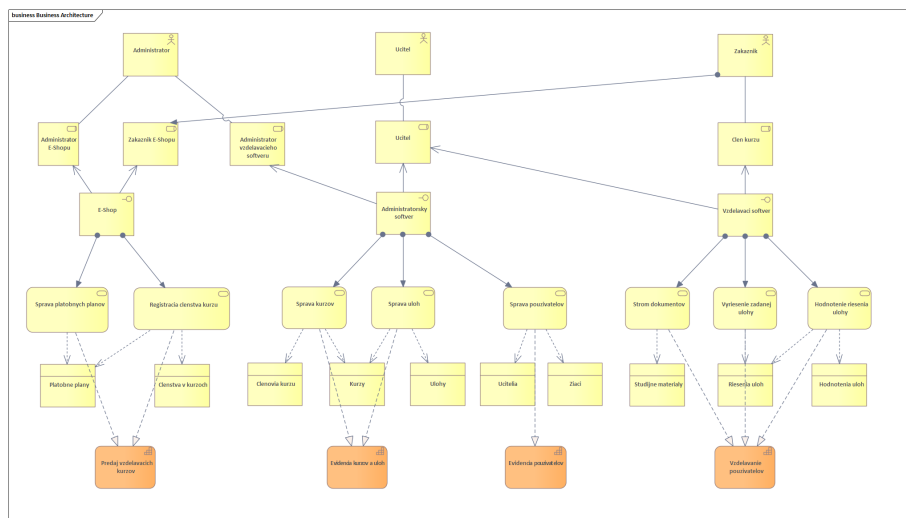 business Business Architecture
Administrator
Ucitel
Zakaznik
Administrator
E-Shopu
Zakaznik E-Shopu
Administrator
vzdelavacieho
softveru
Ucitel
Clen kurzu
E-Shop
Administratorsky
softver
Vzdelavaci softver
Sprava platobnych planov
Registracia clenstva kurzu
Sprava kurzov
Sprava uloh
Sprava pouzivatelov
Strom dokumentov
Vyriesenie zadanej
ulohy
Hodnotenie riesenia
ulohy
Platobne plany
Clenstva v kurzoch
Clenovia kurzu
Kurzy
Ulohy
Ucitelia
Ziaci
Studijne materialy
Riesenia uloh
Hodnotenia uloh
Predaj vzdelavacich
kurzov
Evidencia kurzov a uloh
Evidencia pouzivatelov
Vzdelavanie
pouzivatelov